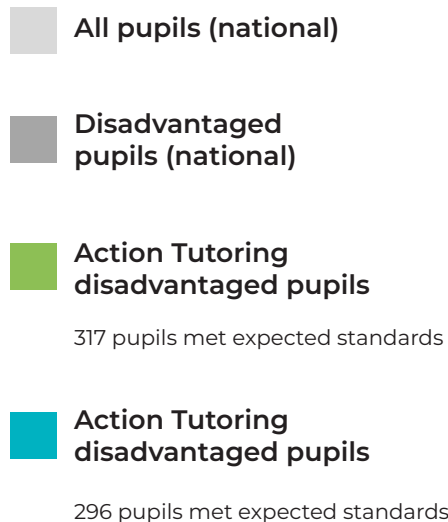 All pupils (national)
Disadvantaged
pupils (national)
Action Tutoring
disadvantaged pupils
317 pupils met expected standards
Action Tutoring
disadvantaged pupils
296 pupils met expected standards